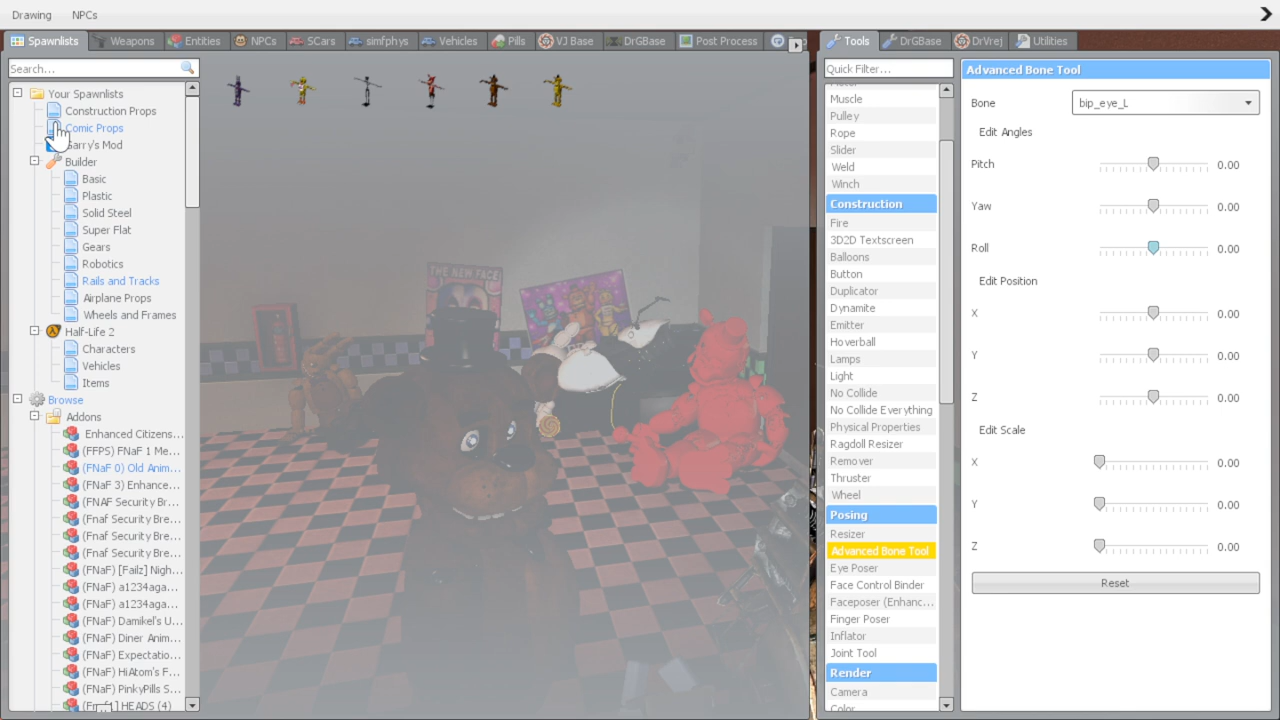 Drawing NPCs
Spawnlists Weapons Entities NPCs SCars simfphys Vehicles Pills VJ Base DrGBase Post Process
Tools DrGBase DrVrej Utilities
Search...
Your Spawnlists
Construction Props
Comic Props
Garry's Mod
Builder
Basic
Plastic
Solid Steel
Super Flat
Gears
Robotics
Rails and Tracks
Airplane Props
Wheels and Frames
Half-Life 2
Characters
Vehicles
Items
Browse
Addons
Enhanced Citizens...
(FFPS) FNaF 1 Me...
(FNaF 0) Old Anim...
(FNaF 3) Enhance...
(FNAF Security Br...
(Fnaf Security Bre...
(Fnaf Security Bre...
(Fnaf Security Bre...
(FNaF) [Failz] Nigh...
(FNaF) a1234aga...
(FNaF) a1234aga...
(FNaF) Damikel's U...
(FNaF) Diner Anim...
(FNaF) Expectatio...
(FNaF) HiAtom's F...
(FNaF) PinkyPills S...
HEADS (4)
THE NEW FACE
Quick Filter...
Muscle
Pulley
Rope
Slider
Weld
Winch
Construction
Fire
3D2D Textscreen
Balloons
Button
Duplicator
Dynamite
Emitter
Hoverball
Lamps
Light
No Collide
No Collide Everything
Physical Properties
Ragdoll Resizer
Remover
Thruster
Wheel
Posing
Resizer
Advanced Bone Tool
Eye Poser
Face Control Binder
Faceposer (Enhanc...
Finger Poser
Inflator
Joint Tool
Render
Camera
Color
Advanced Bone Tool
Bone bip_eye_L
Edit Angles
Pitch 0.00
Yaw 0.00
Roll 0.00
Edit Position
X 0.00
Y 0.00
Z 0.00
Edit Scale
X 0.00
Y 0.00
Z 0.00
Reset